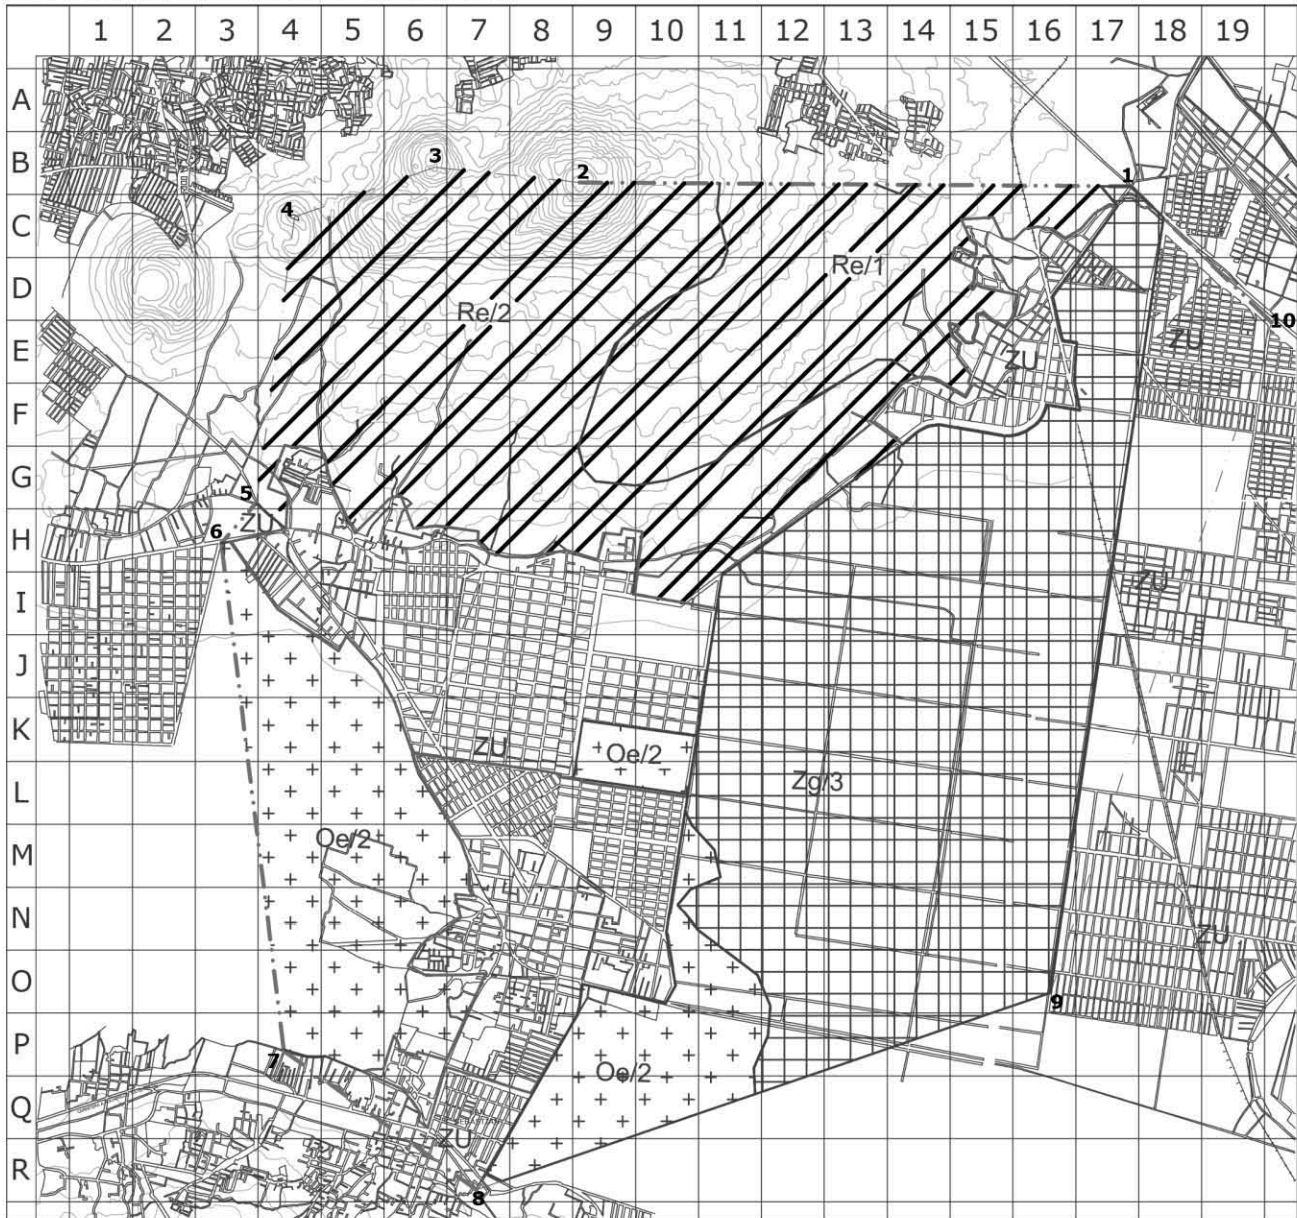 1 2 3 4 5 6 7 8 9 10 11 12 13 14 15 16 17 18 19
A
B 3 2 1
C 4
Re/1
D
Re/2 10
E ZU ZU
F
G 5
6 ZU
H
I ZU
J
K ZU Oe/2
L Zg/3
M Oe/2
N ZU
O 9
P 7 Oe/2
Q ZU
R 8